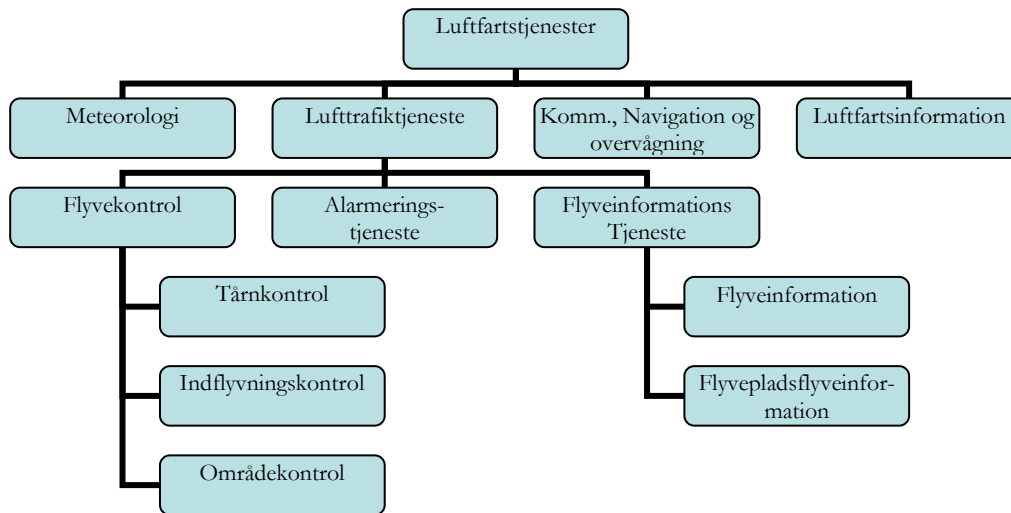 Luftfartstjenester
Meteorologi
Lufttrafiktjeneste
Komm., Navigation og
overvågning
Luftfartsinformation
Flyvekontrol
Alarmerings-
tjeneste
Flyveinformations
Tjeneste
Tårnkontrol
Flyveinformation
Indflyvningskontrol
Flyvepladsflyveinfor-
mation
Områdekontrol